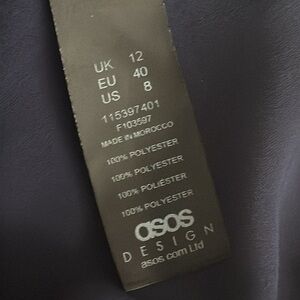 UK 12
EU 40
US 8
115397401
F103597
MADE IN MOROCCO
100% POLYESTER
100% POLYESTER
100% POLIÉSTER
100% POLYESTER
asos
DESIGN
asos com Ltd